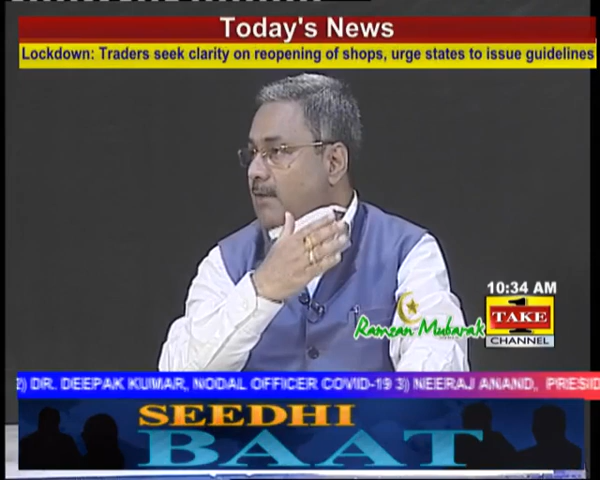 Today's News
Lockdown: Traders seek clarity on reopening of shops, urge states to issue guidelines
10:34 AM
1
TAKE
CHANNEL
Ramzan Mubarak
2) DR. DEEPAK KUMAR, NODAL OFFICER COVID-19 3) NEERAJ ANAND, PRESID
SEEDHI
BAAT